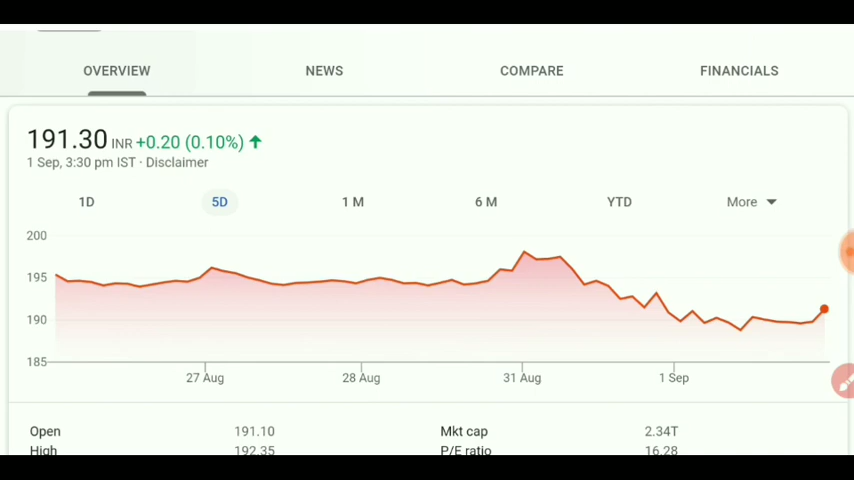 OVERVIEW NEWS COMPARE FINANCIALS
191.30 INR +0.20 (0.10%)
1 Sep, 3:30 pm IST · Disclaimer
1D 5D 1 M 6 M YTD More
200
195
190
185
27 Aug 28 Aug 31 Aug 1 Sep
Open 191.10 Mkt cap 2.34T
High 192.35 P/E ratio 16.28